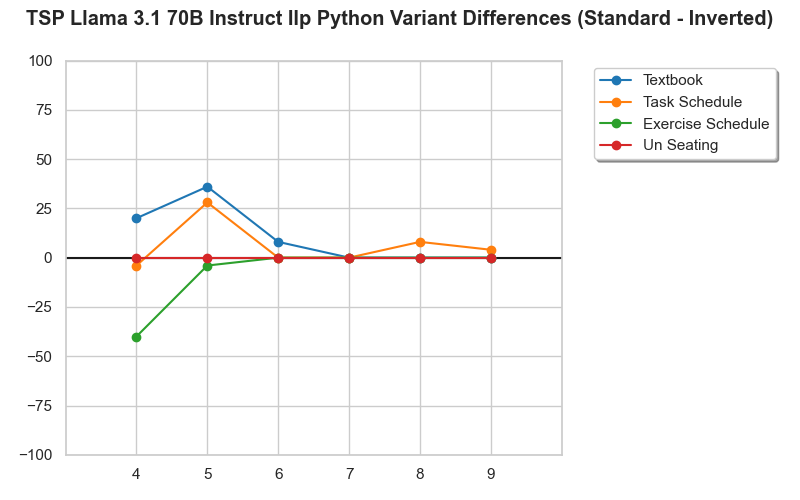 TSP Llama 3.1 70B Instruct Ilp Python Variant Differences (Standard - Inverted)
100
75
50
25
0
−25
−50
−75
−100
4 5 6 7 8 9
Textbook
Task Schedule
Exercise Schedule
Un Seating